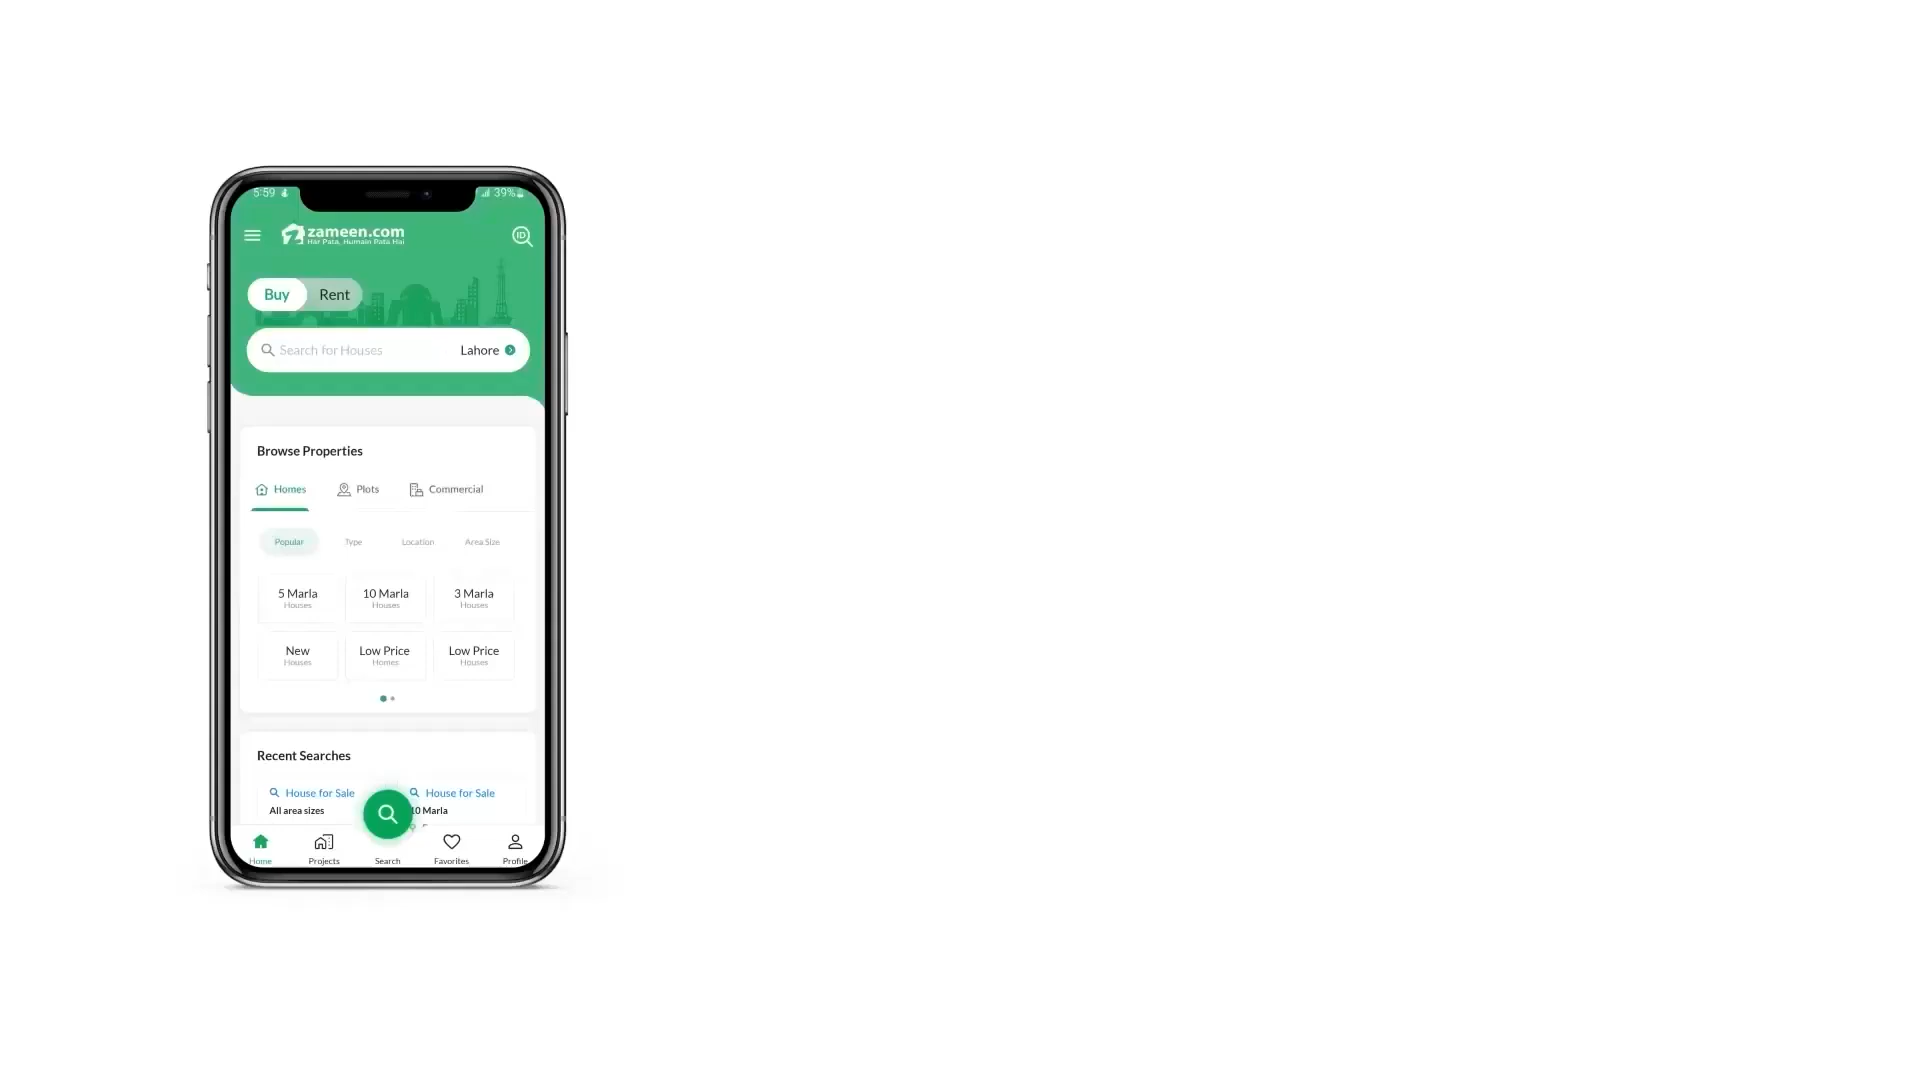 5:59 39%
zameen.com
Har Pata, Humain Pata Hai
ID
Buy Rent
Search for Houses Lahore
Browse Properties
Homes Plots Commercial
Popular Type Location Area Size
5 Marla 10 Marla 3 Marla
Houses Houses Houses
New Low Price Low Price
Houses Homes Houses
Recent Searches
House for Sale House for Sale
All area sizes 10 Marla
Home Projects Search Favorites Profile